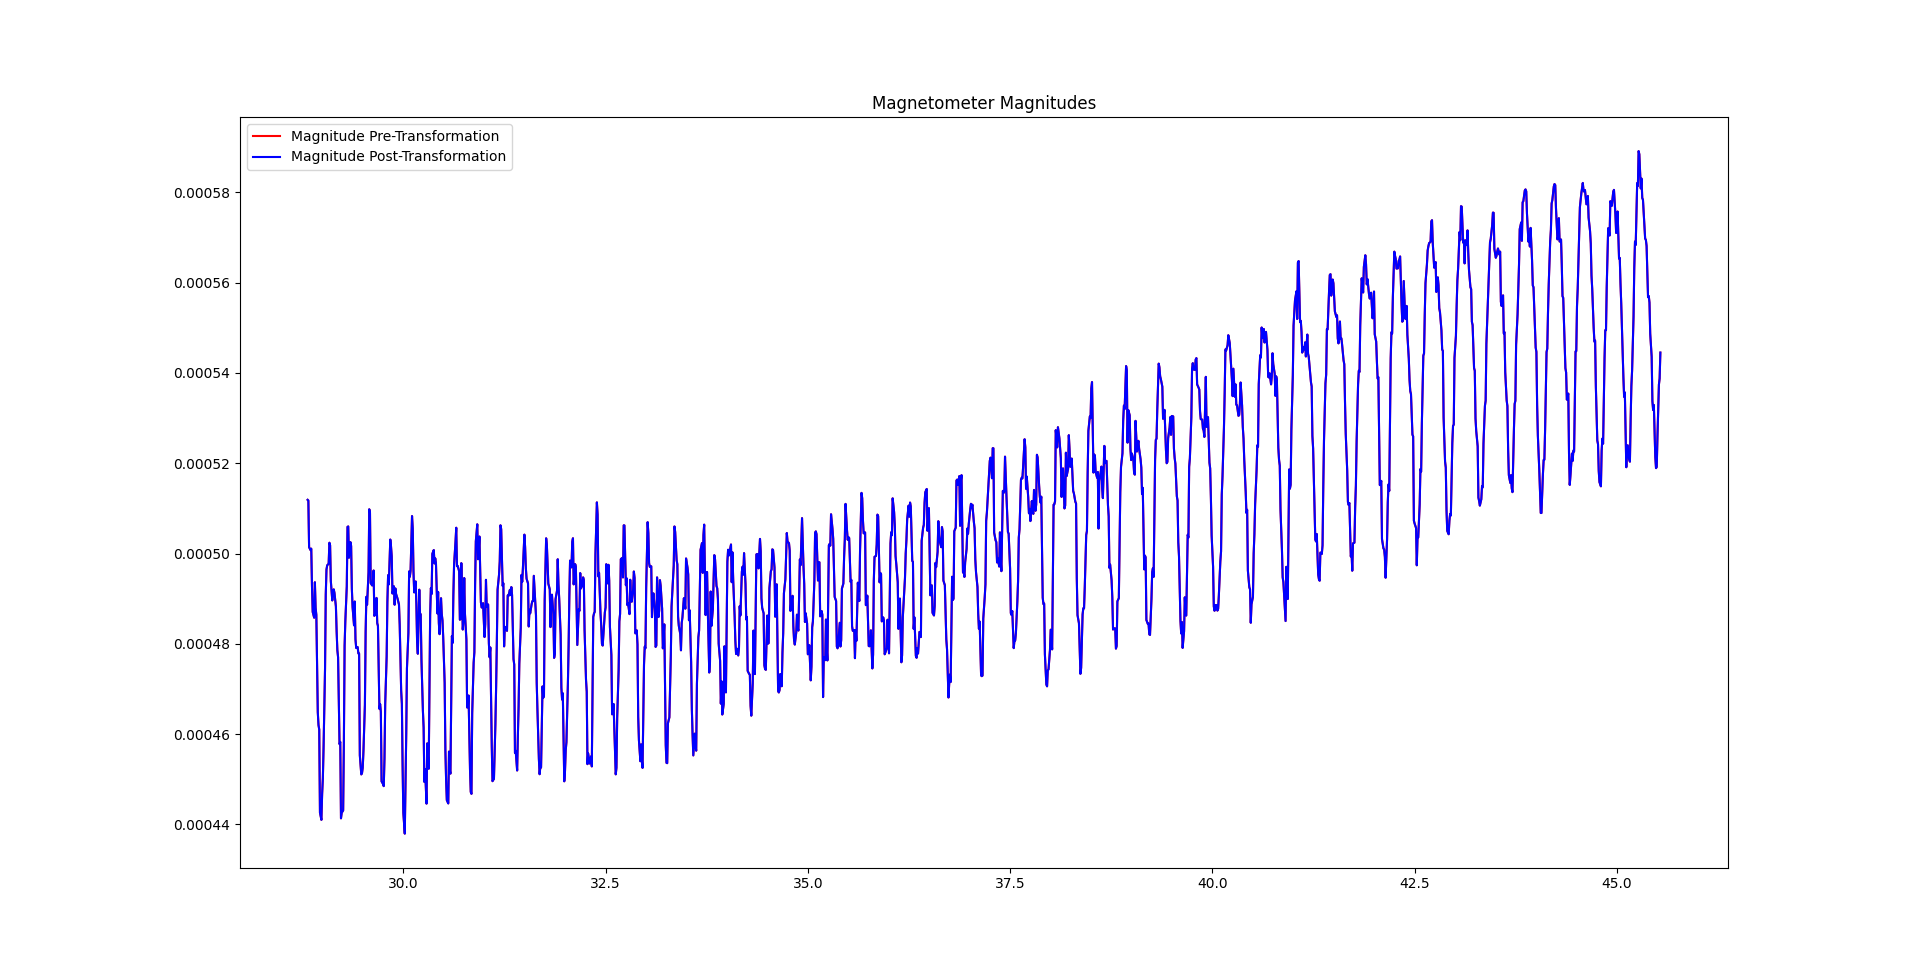 Magnetometer Magnitudes
Magnitude Pre-Transformation
Magnitude Post-Transformation
0.00058
0.00056
0.00054
0.00052
0.00050
0.00048
0.00046
0.00044
30.0 32.5 35.0 37.5 40.0 42.5 45.0